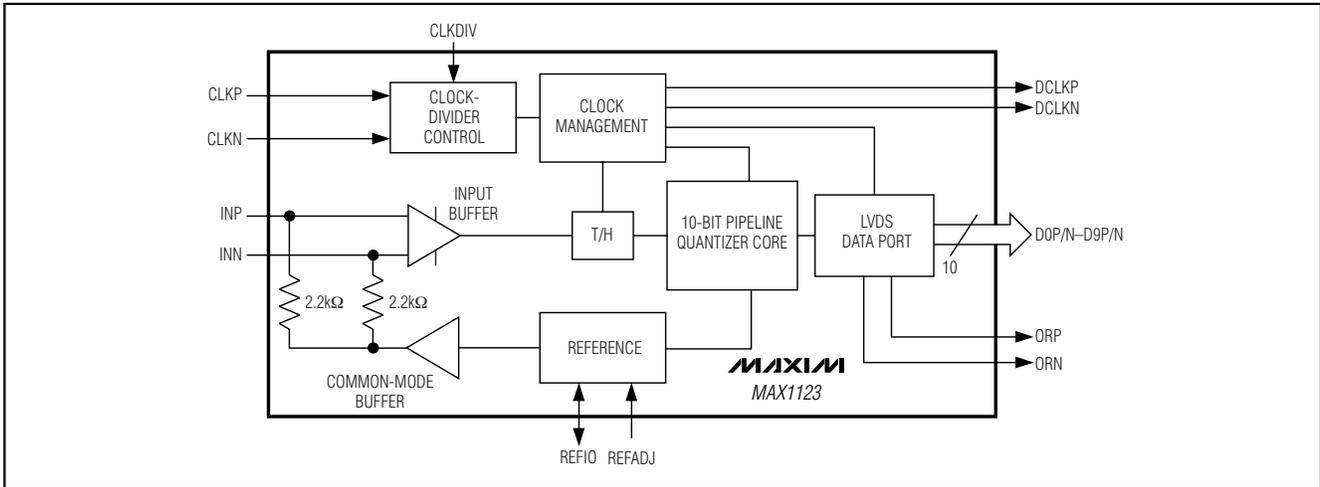 CLKDIV
CLKP
CLKN
CLOCK-
DIVIDER
CONTROL
CLOCK
MANAGEMENT
DCLKP
DCLKN
INP
INN
INPUT
BUFFER
T/H
10-BIT PIPELINE
QUANTIZER CORE
LVDS
DATA PORT
10
D0P/N–D9P/N
2.2kΩ
2.2kΩ
COMMON-MODE
BUFFER
REFERENCE
MAXIM
MAX1123
ORP
ORN
REFIO
REFADJ